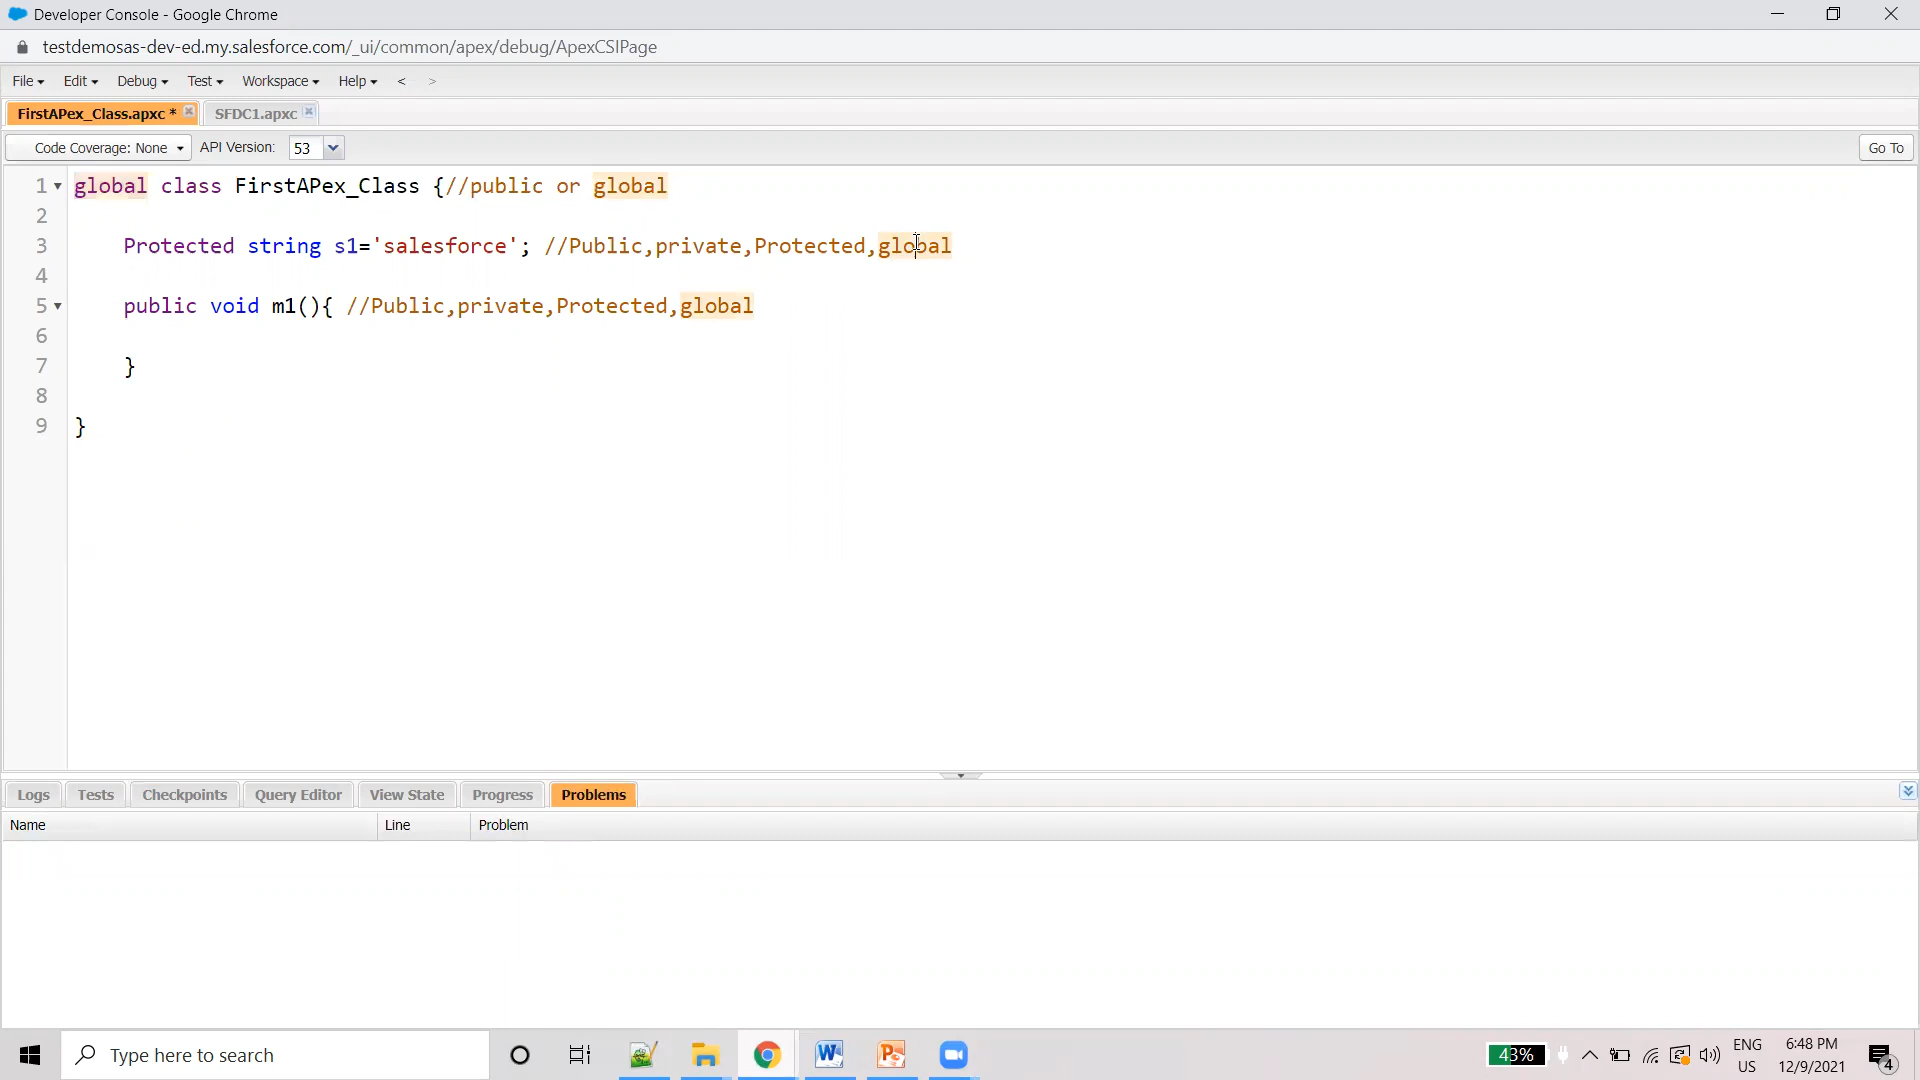 Developer Console - Google Chrome
testdemosas-dev-ed.my.salesforce.com/_ui/common/apex/debug/ApexCSIPage
File Edit Debug Test Workspace Help < >
FirstAPex_Class.apxc * SFDC1.apxc
Code Coverage: None API Version: 53 Go To
1 global class FirstAPex_Class {//public or global
2
3 Protected string s1='salesforce'; //Public,private,Protected,global
4
5 public void m1(){ //Public,private,Protected,global
6
7 }
8
9 }
Logs Tests Checkpoints Query Editor View State Progress Problems
Name Line Problem
Type here to search
43%
ENG
US
6:48 PM
12/9/2021
4